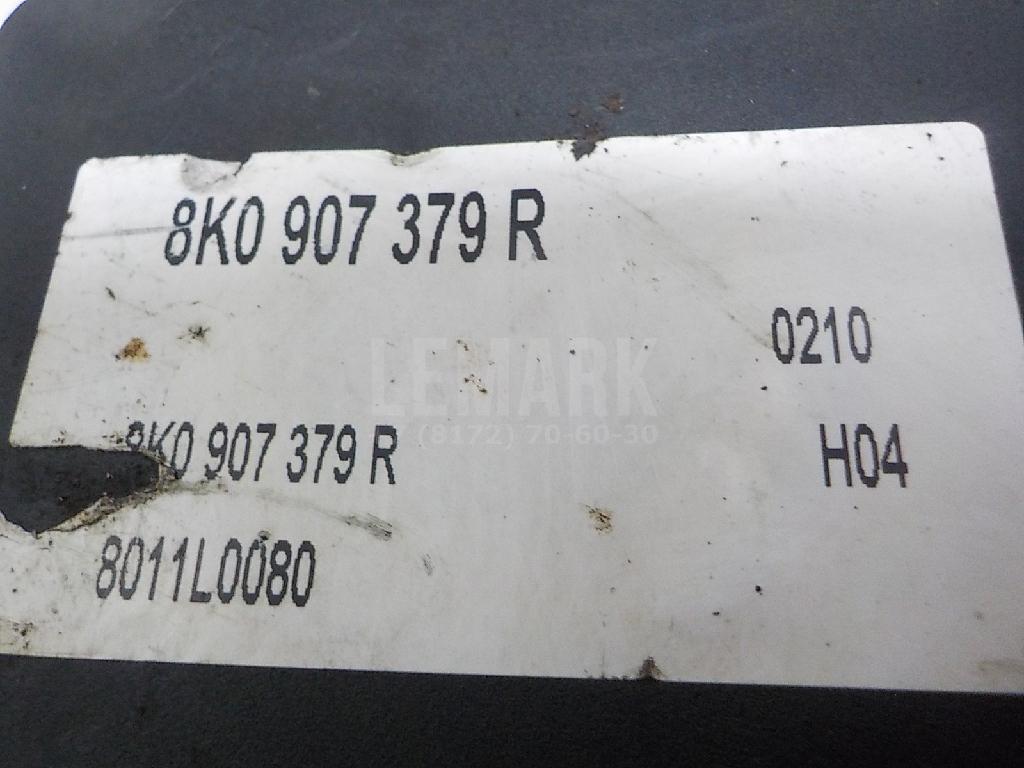 8K0 907 379 R
0210
LEMARK
(8172) 70-60-30
8K0 907 379 R
H04
8011L0080